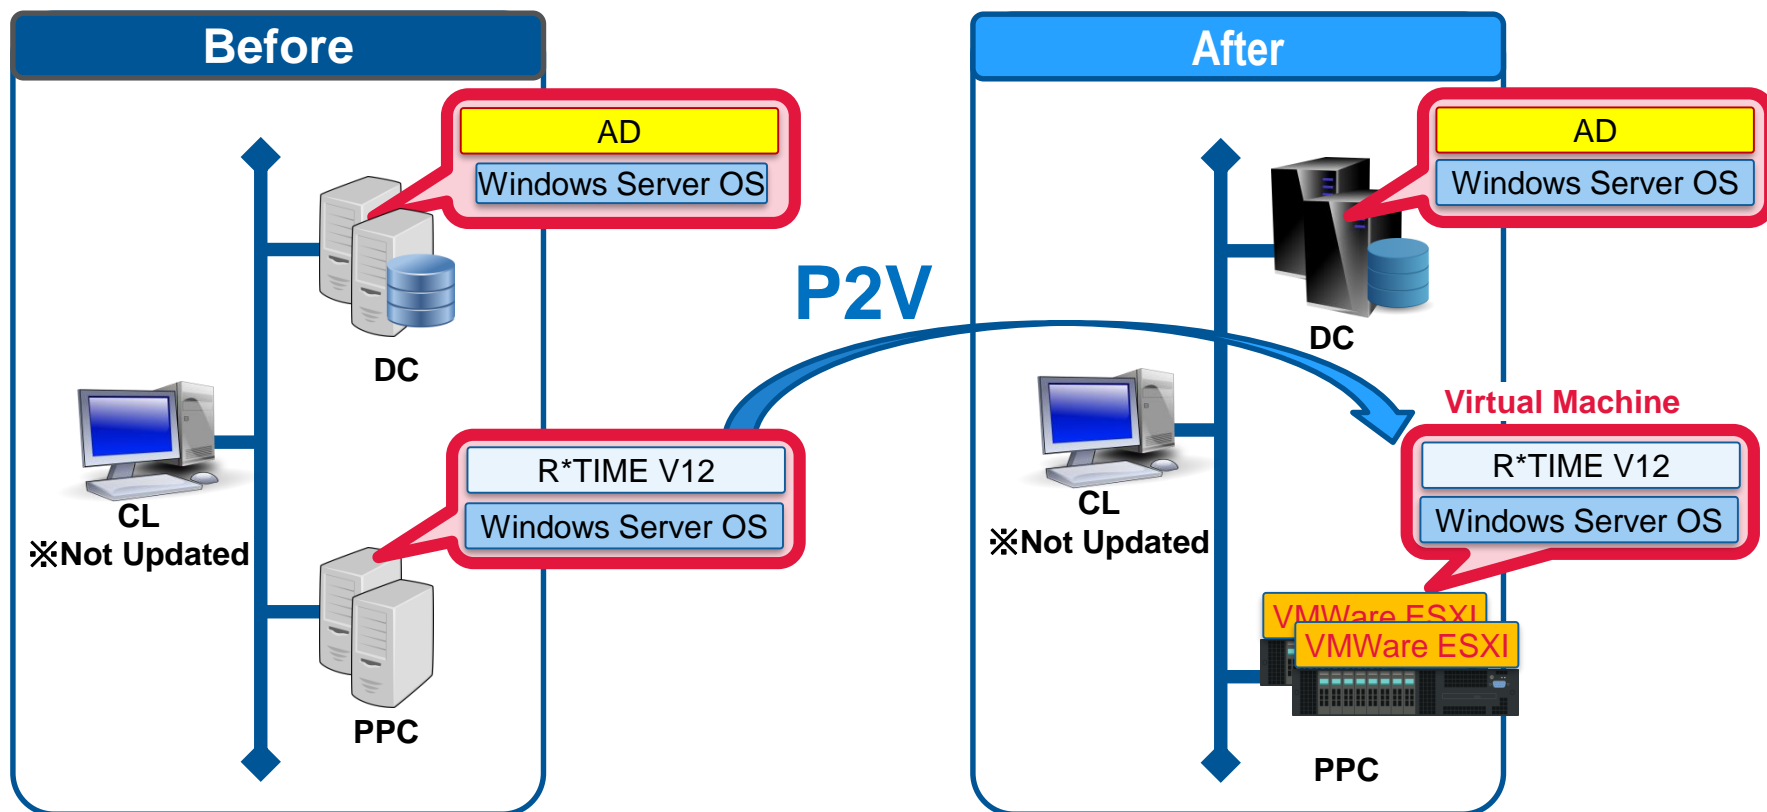 Before
AD
Windows Server OS
DC
CL
※Not Updated
R*TIME V12
Windows Server OS
PPC
P2V
After
AD
Windows Server OS
DC
CL
※Not Updated
Virtual Machine
R*TIME V12
Windows Server OS
VMWare ESXI
VMWare ESXI
PPC